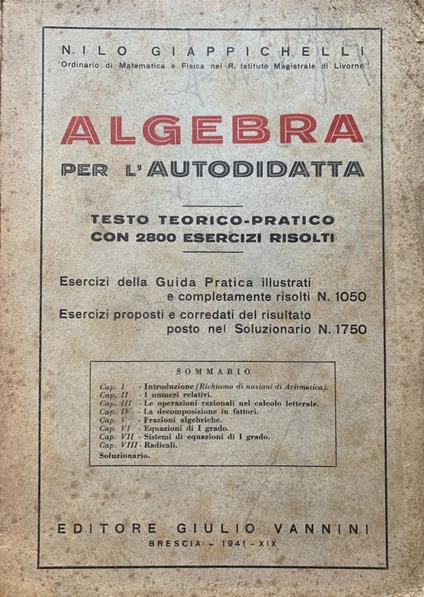 NILO GIAPPICHELLI
Ordinario di Matematica e Fisica nel R. Istituto Magistrale di Livorno
ALGEBRA
PER L'AUTODIDATTA
TESTO TEORICO-PRATICO
CON 2800 ESERCIZI RISOLTI
Esercizi della Guida Pratica illustrati
e completamente risolti N. 1050
Esercizi proposti e corredati del risultato
posto nel Soluzionario N. 1750
SOMMARIO
Cap. I - Introduzione (Richiamo di nozioni di Aritmetica).
Cap. II - I numeri relativi.
Cap. III - Le operazioni razionali nel calcolo letterale.
Cap. IV - La decomposizione in fattori.
Cap. V - Frazioni algebriche.
Cap. VI - Equazioni di I grado.
Cap. VII - Sistemi di equazioni di I grado.
Cap. VIII - Radicali.
Soluzionario.
EDITORE GIULIO VANNINI
BRESCIA - 1941 - XIX